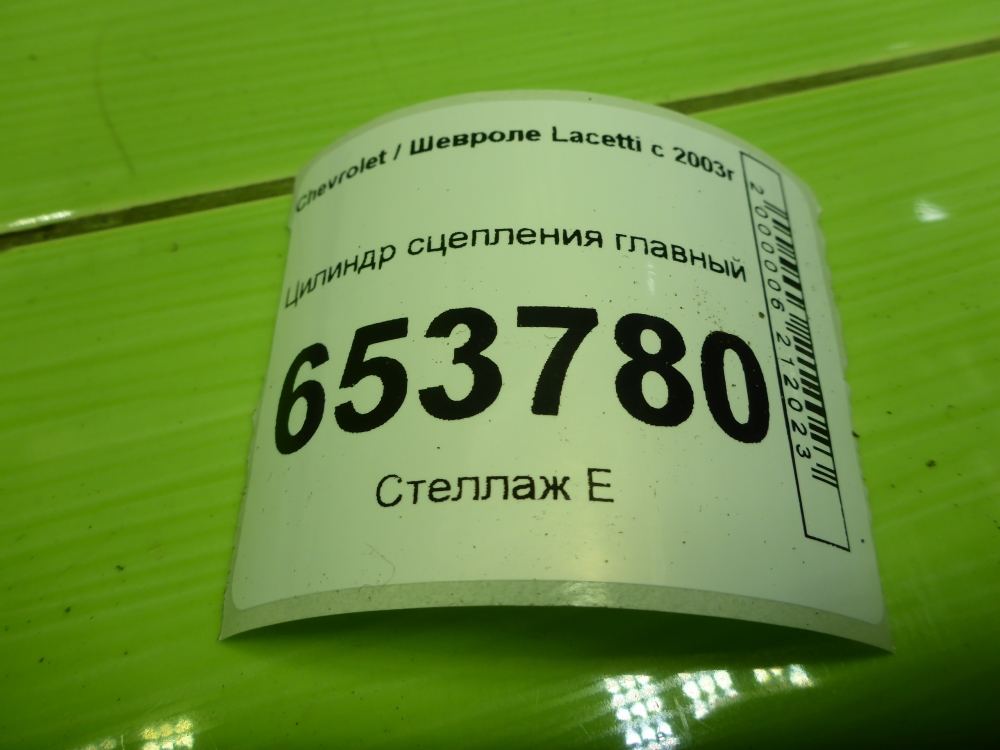 Chevrolet / Шевроле Lacetti с 2003г
Цилиндр сцепления главный
653780
Стеллаж Е
2000006212023